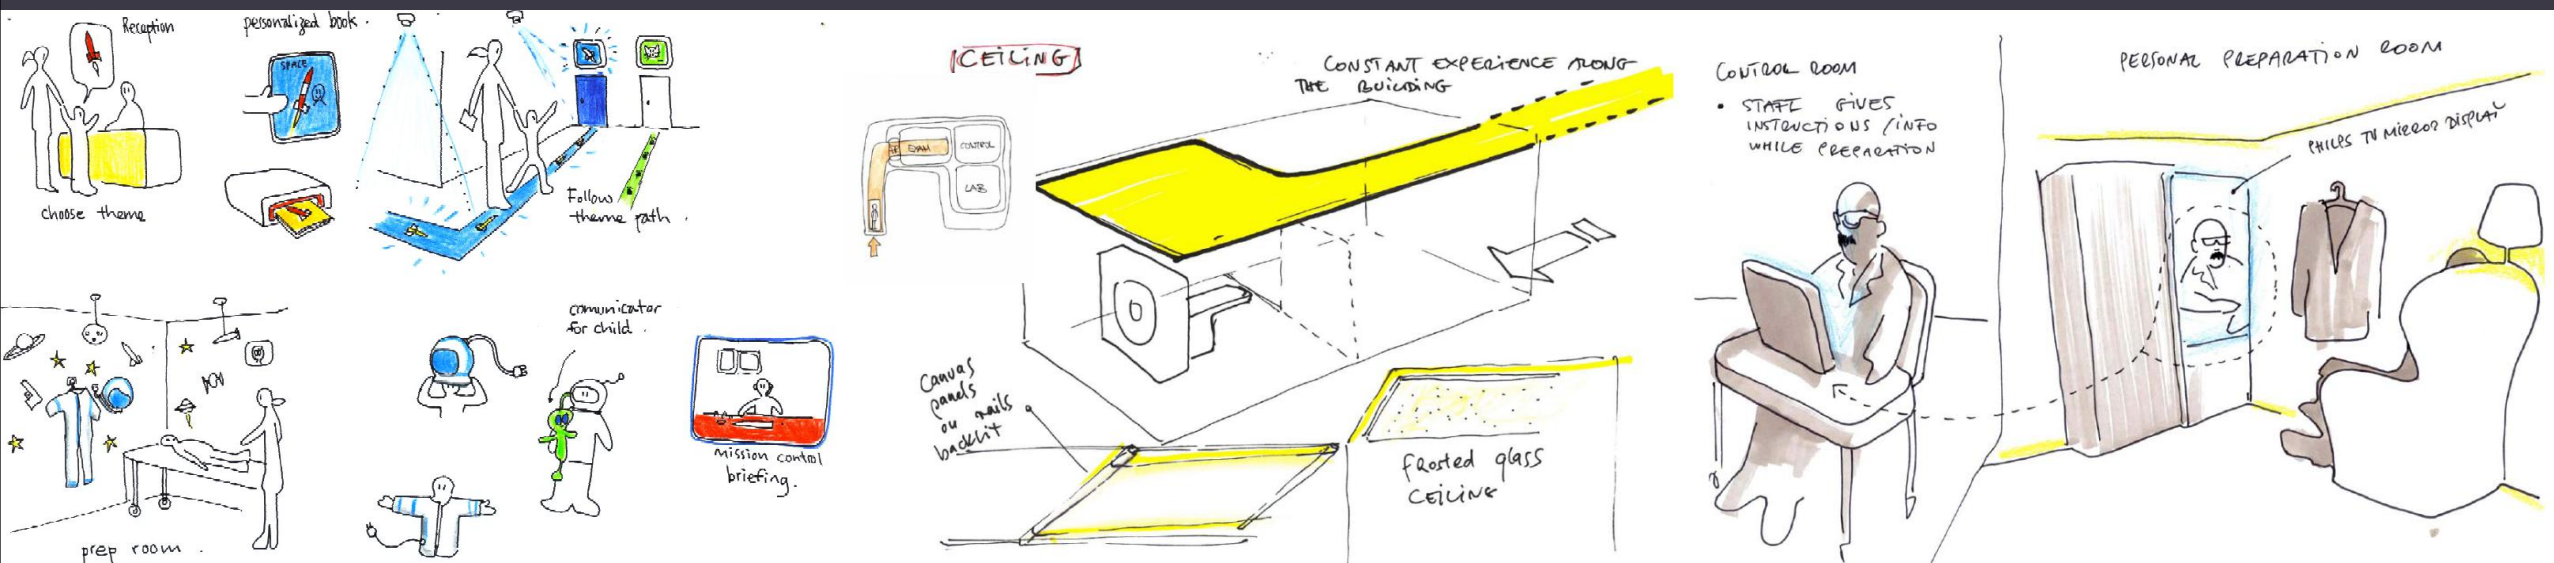 Reception
choose theme
personalized book.
SPACE
Follow
theme path.
prep room.
comunicator
for child.
mission control
briefing.
CEILING
EXAM
CONTROL
LAB
CONSTANT EXPERIENCE ALONG
THE BUILDING
Canvas
panels
on rails
backlit
frosted glass
CEILING
CONTROL ROOM
• STAFF GIVES
INSTRUCTIONS / INFO
WHILE PREPARATION
PERSONAL PREPARATION ROOM
PHILIPS TV MIRROR DISPLAY